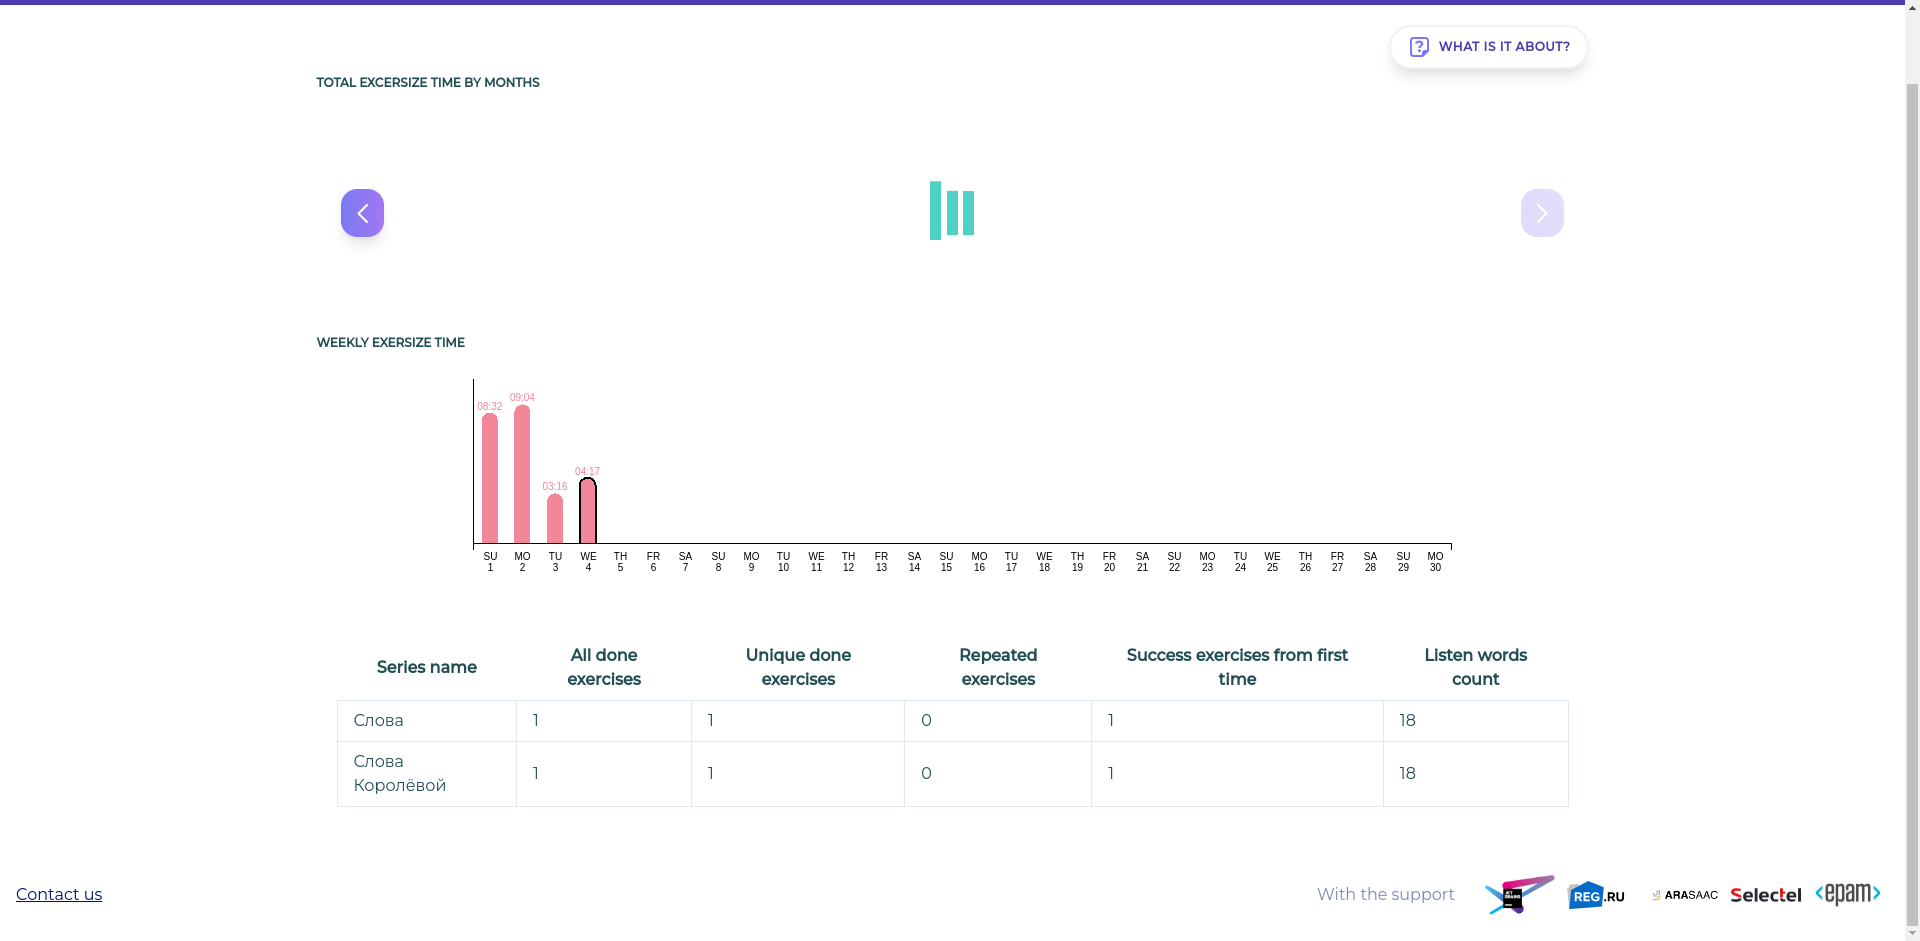 WHAT IS IT ABOUT?
TOTAL EXCERSIZE TIME BY MONTHS
WEEKLY EXERSIZE TIME
08:32 09:04 03:16 04:17
SU MO TU WE TH FR SA SU MO TU WE TH FR SA SU MO TU WE TH FR SA SU MO TU WE TH FR SA SU MO
1 2 3 4 5 6 7 8 9 10 11 12 13 14 15 16 17 18 19 20 21 22 23 24 25 26 27 28 29 30
Series name All done exercises Unique done exercises Repeated exercises Success exercises from first time Listen words count
Слова 1 1 0 1 18
Слова Королёвой 1 1 0 1 18
Contact us With the support JET BRAINS REG.RU ARASAAC Selectel <epam>